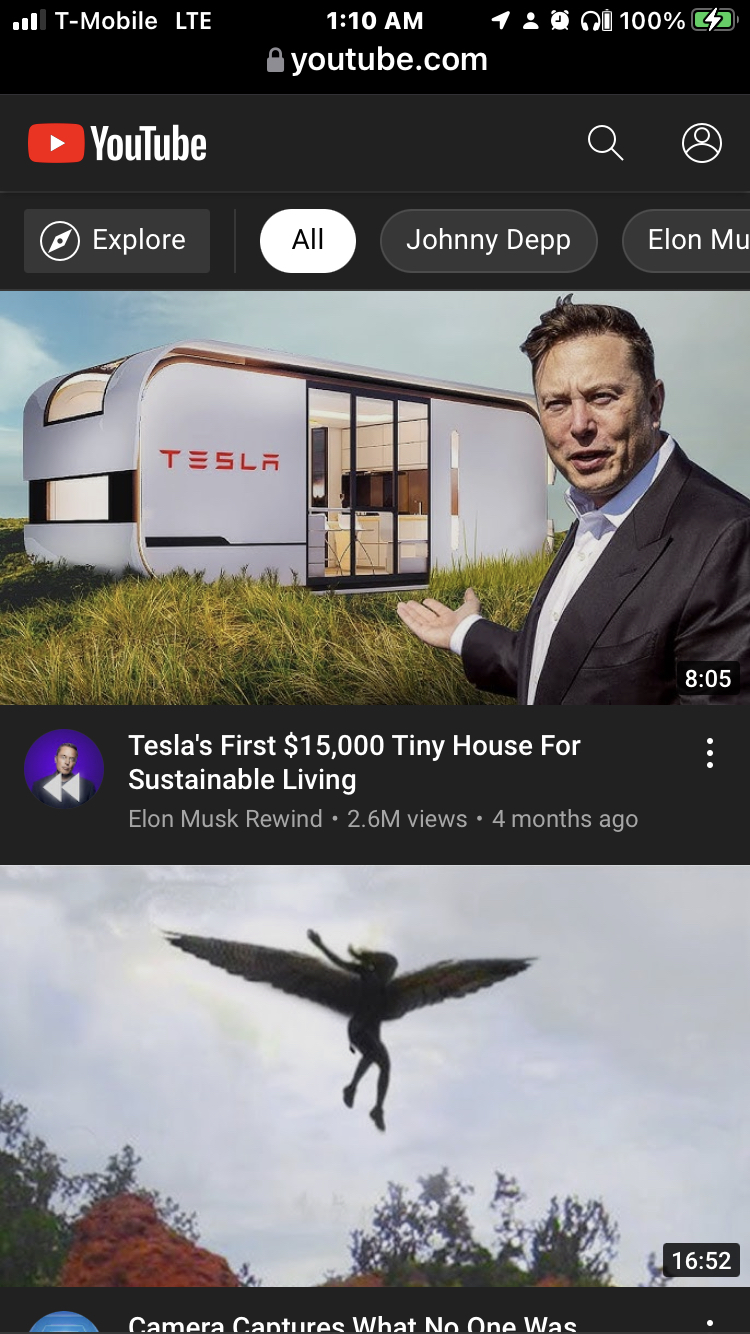 T-Mobile LTE 1:10 AM 100%
youtube.com
YouTube
Explore All Johnny Depp Elon Mu
TESLA
8:05
Tesla's First $15,000 Tiny House For
Sustainable Living
Elon Musk Rewind • 2.6M views • 4 months ago
16:52
Camera Captures What No One Was